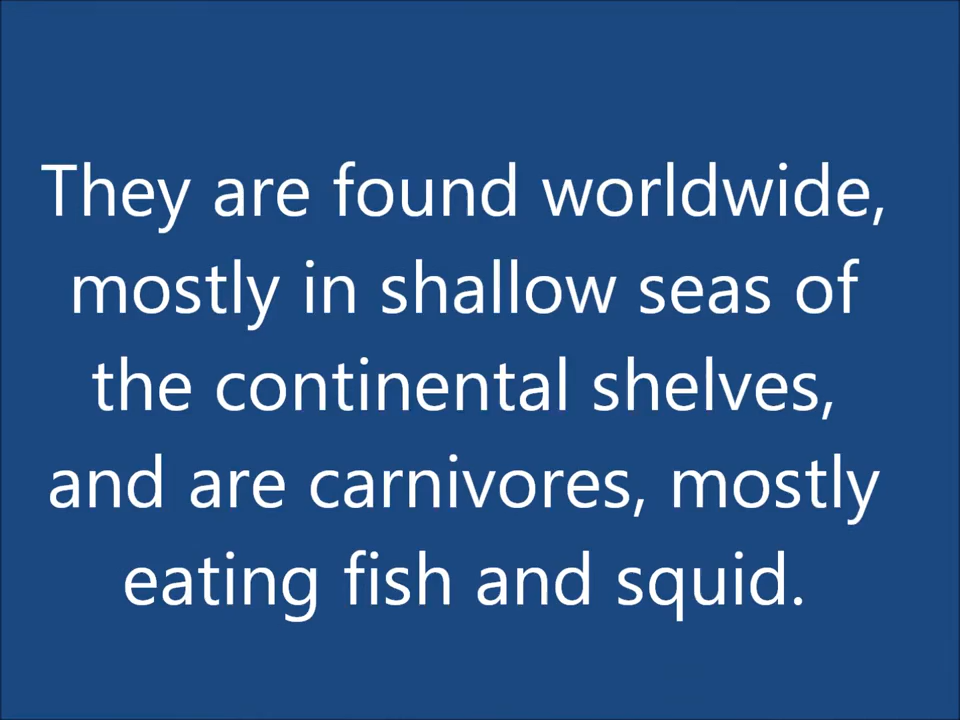 They are found worldwide,
mostly in shallow seas of
the continental shelves,
and are carnivores, mostly
eating fish and squid.